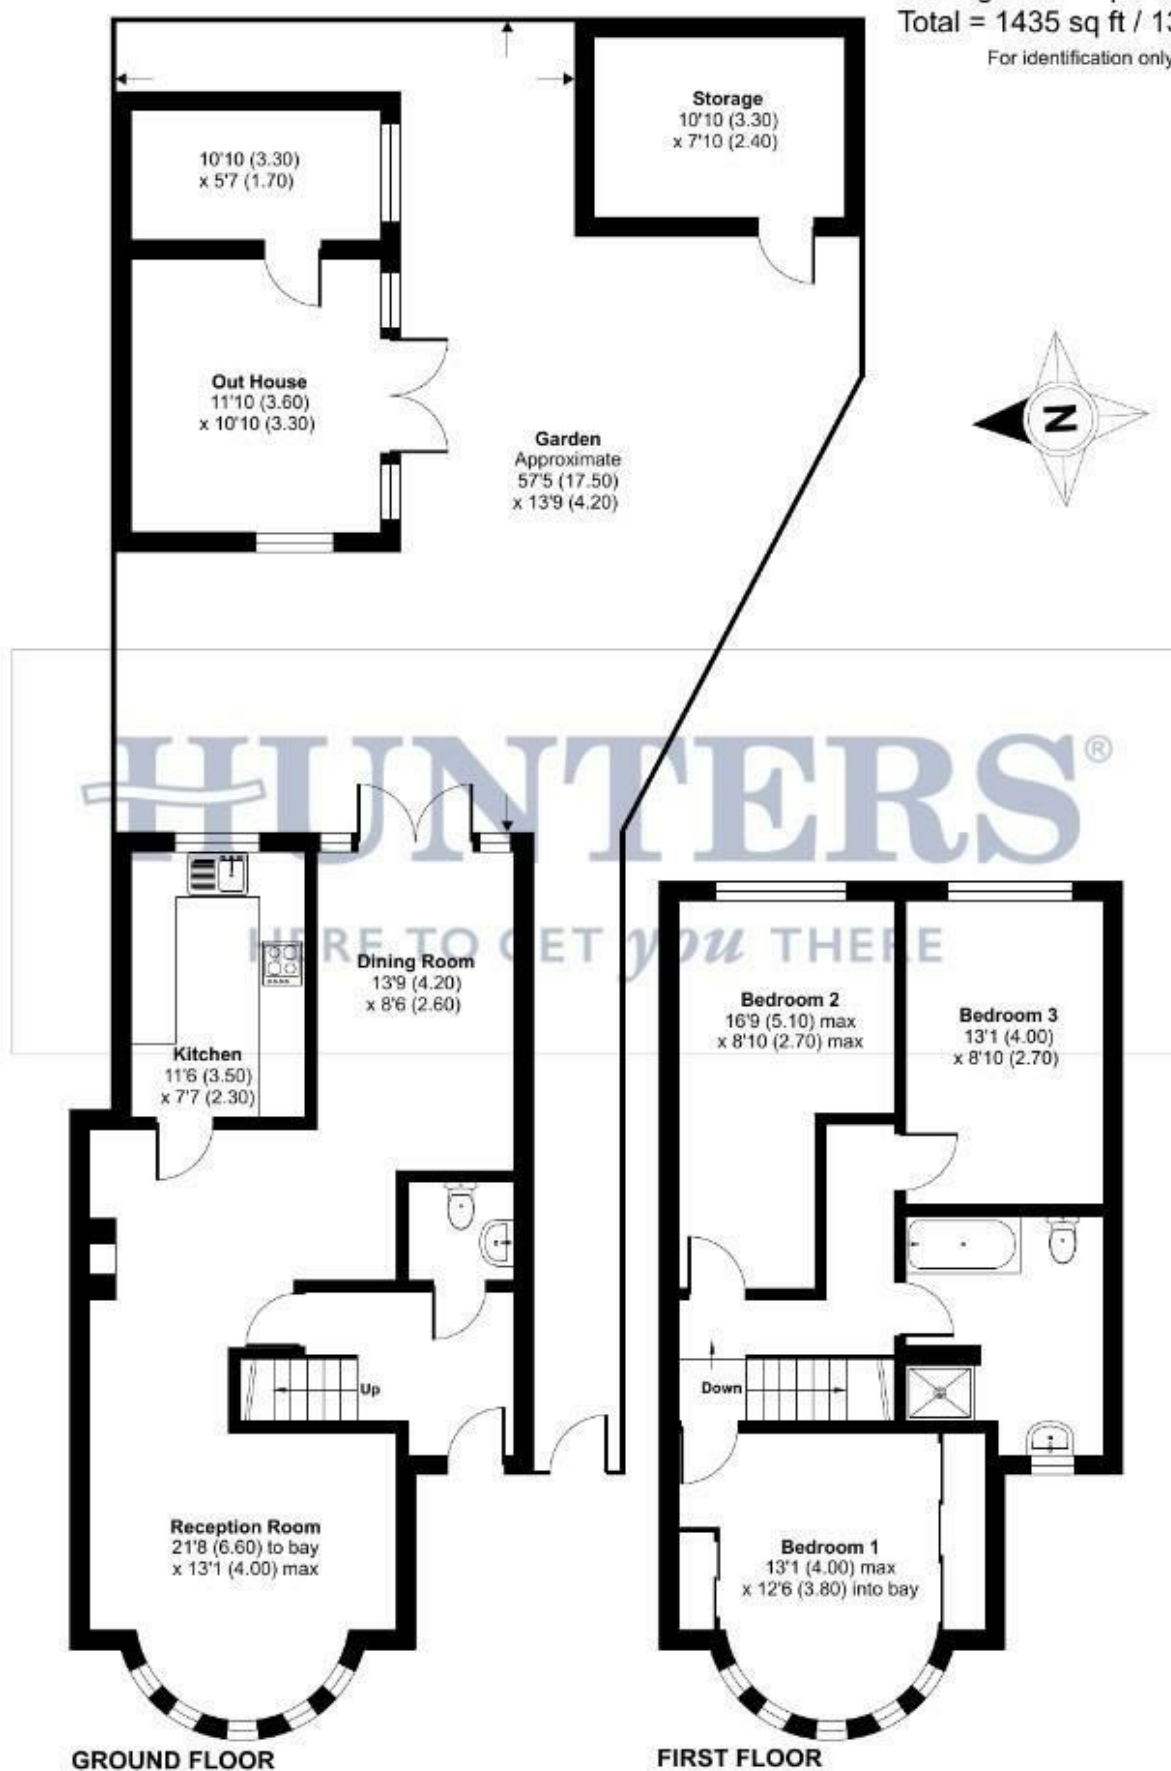 Total = 1435 sq ft /
For identification only
Storage
10'10 (3.30)
x 7'10 (2.40)
10'10 (3.30)
x 5'7 (1.70)
Out House
11'10 (3.60)
x 10'10 (3.30)
Garden
Approximate
57'5 (17.50)
x 13'9 (4.20)
N
HUNTERS®
HERE TO GET you THERE
Dining Room
13'9 (4.20)
x 8'6 (2.60)
Kitchen
11'6 (3.50)
x 7'7 (2.30)
Bedroom 2
16'9 (5.10) max
x 8'10 (2.70) max
Bedroom 3
13'1 (4.00)
x 8'10 (2.70)
Up
Down
Reception Room
21'8 (6.60) to bay
x 13'1 (4.00) max
Bedroom 1
13'1 (4.00) max
x 12'6 (3.80) into bay
GROUND FLOOR
FIRST FLOOR